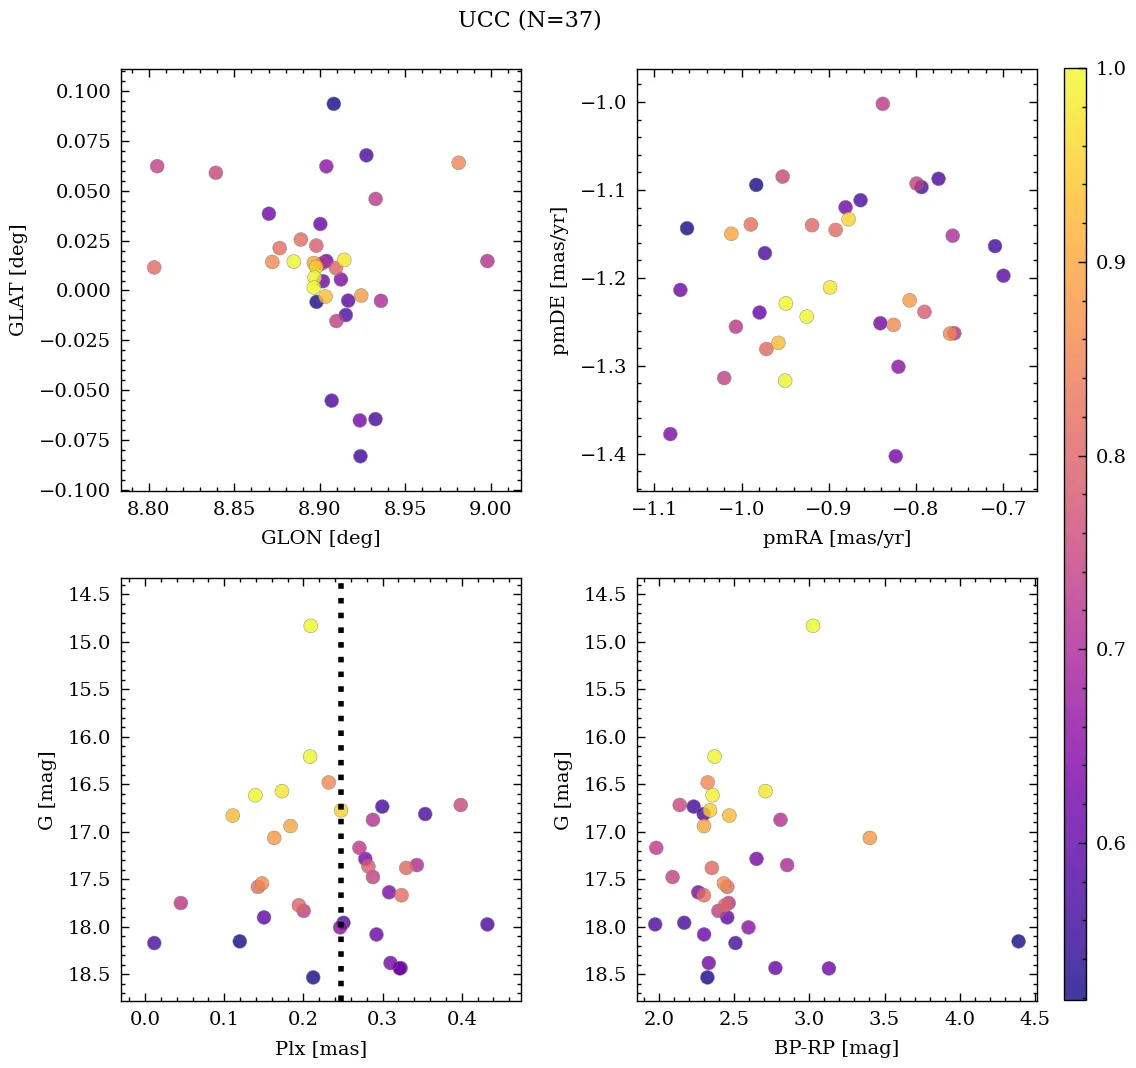 UCC (N=37)
0.100
0.075
0.050
0.025
0.000
−0.025
−0.050
−0.075
−0.100
GLAT [deg]
8.80 8.85 8.90 8.95 9.00
GLON [deg]
−1.0
−1.1
−1.2
−1.3
−1.4
pmDE [mas/yr]
−1.1 −1.0 −0.9 −0.8 −0.7
pmRA [mas/yr]
14.5
15.0
15.5
16.0
16.5
17.0
17.5
18.0
18.5
G [mag]
0.0 0.1 0.2 0.3 0.4
Plx [mas]
14.5
15.0
15.5
16.0
16.5
17.0
17.5
18.0
18.5
G [mag]
2.0 2.5 3.0 3.5 4.0 4.5
BP-RP [mag]
1.0
0.9
0.8
0.7
0.6